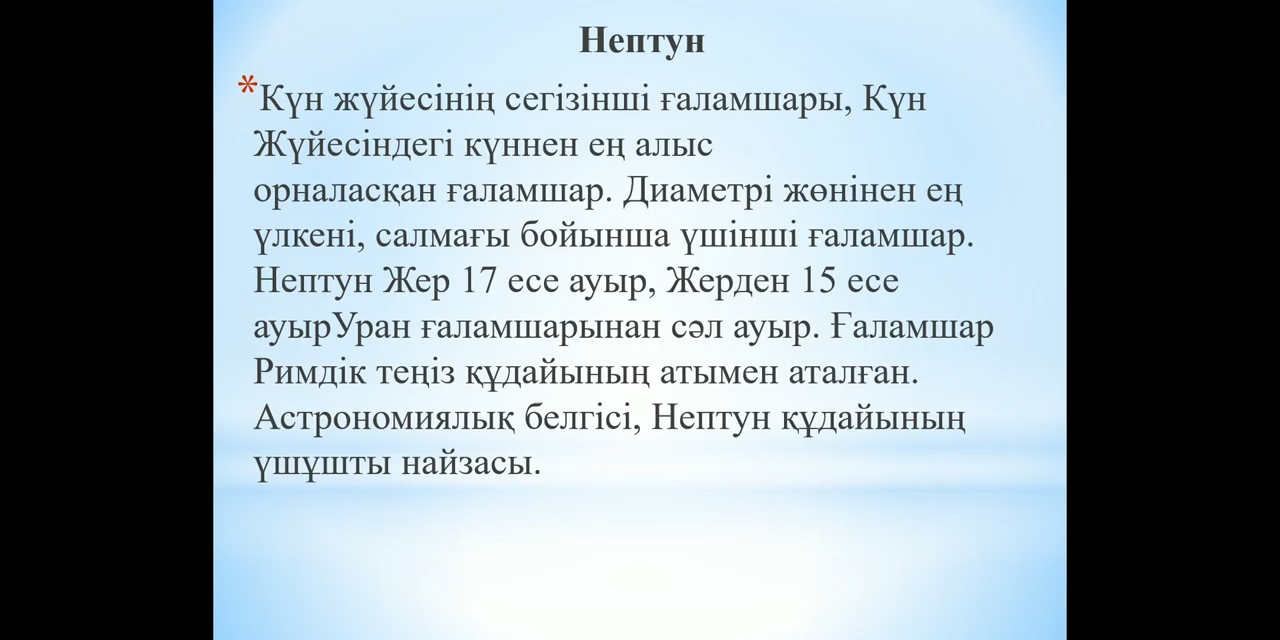 Нептун
*Күн жүйесінің сегізінші ғаламшары, Күн
Жүйесіндегі күннен ең алыс
орналасқан ғаламшар. Диаметрі жөнінен ең
үлкені, салмағы бойынша үшінші ғаламшар.
Нептун Жер 17 есе ауыр, Жерден 15 есе
ауырУран ғаламшарынан сәл ауыр. Ғаламшар
Римдік теңіз құдайының атымен аталған.
Астрономиялық белгісі, Нептун құдайының
үшұшты найзасы.